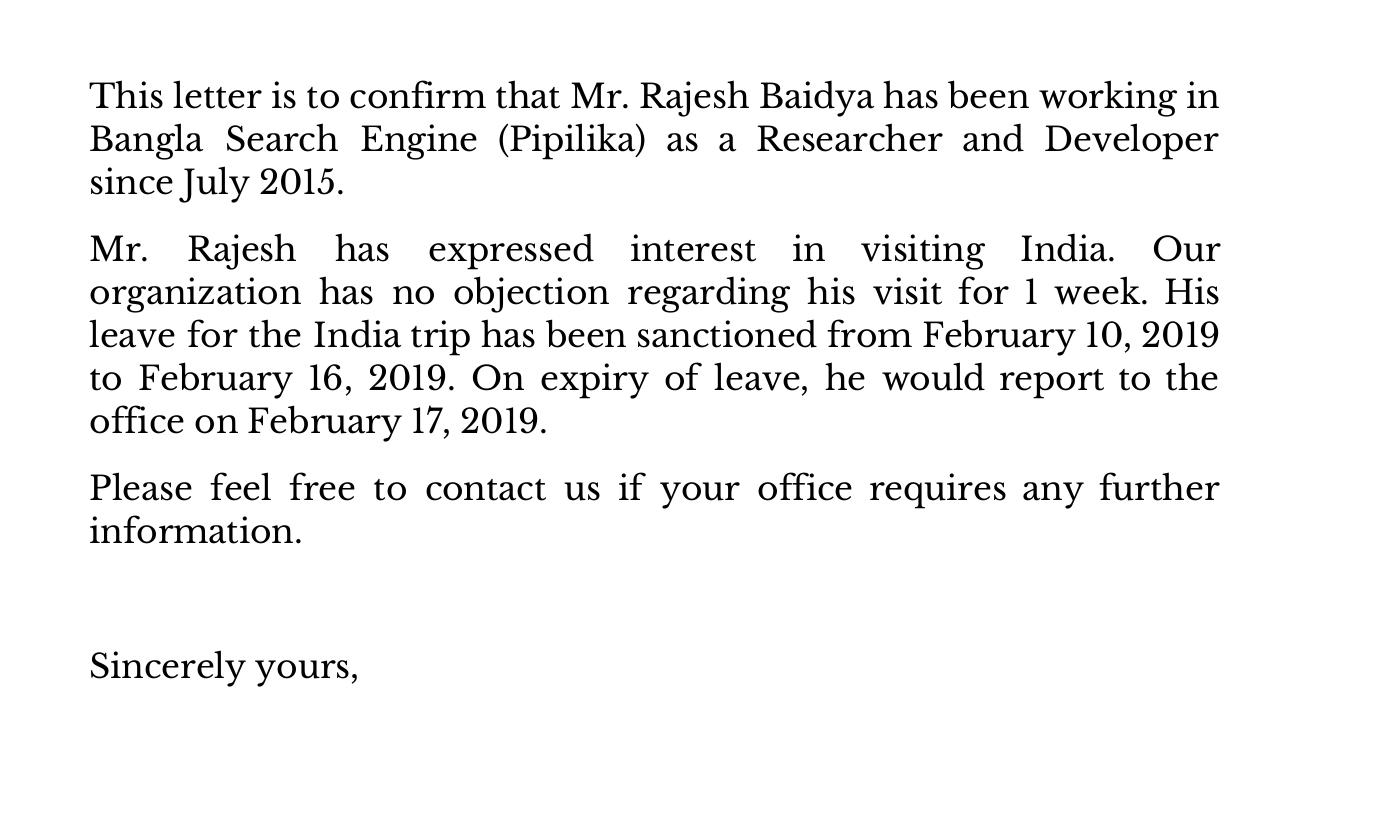 This letter is to confirm that Mr. Rajesh Baidya has been working in
Bangla Search Engine (Pipilika) as a Researcher and Developer
since July 2015.
Mr. Rajesh has expressed interest in visiting India. Our
organization has no objection regarding his visit for 1 week. His
leave for the India trip has been sanctioned from February 10, 2019
to February 16, 2019. On expiry of leave, he would report to the
office on February 17, 2019.
Please feel free to contact us if your office requires any further
information.
Sincerely yours,